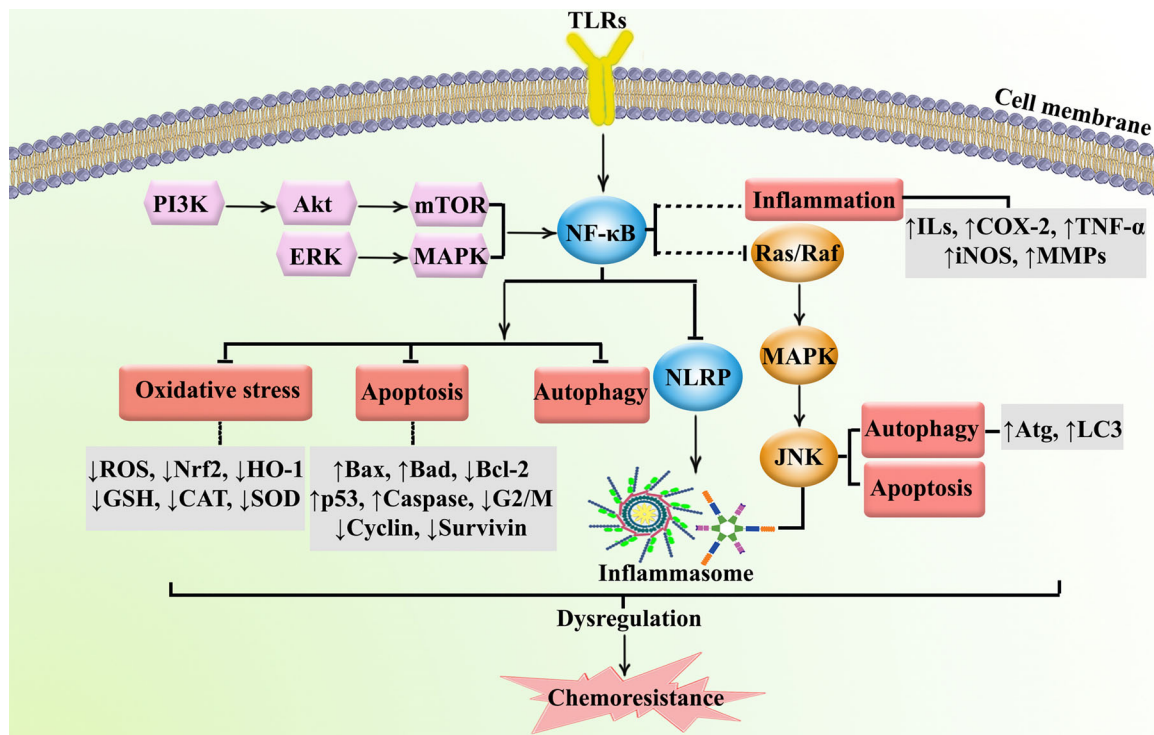 TLRs
Cell membrane
PI3K
Akt
mTOR
ERK
MAPK
NF-κB
Inflammation
↑ILs, ↑COX-2, ↑TNF-α
↑iNOS, ↑MMPs
Ras/Raf
MAPK
JNK
Autophagy
↑Atg, ↑LC3
Apoptosis
Oxidative stress
Apoptosis
Autophagy
NLRP
↓ROS, ↓Nrf2, ↓HO-1
↓GSH, ↓CAT, ↓SOD
↑Bax, ↑Bad, ↓Bcl-2
↑p53, ↑Caspase, ↓G2/M
↓Cyclin, ↓Survivin
Inflammasome
Dysregulation
Chemoresistance